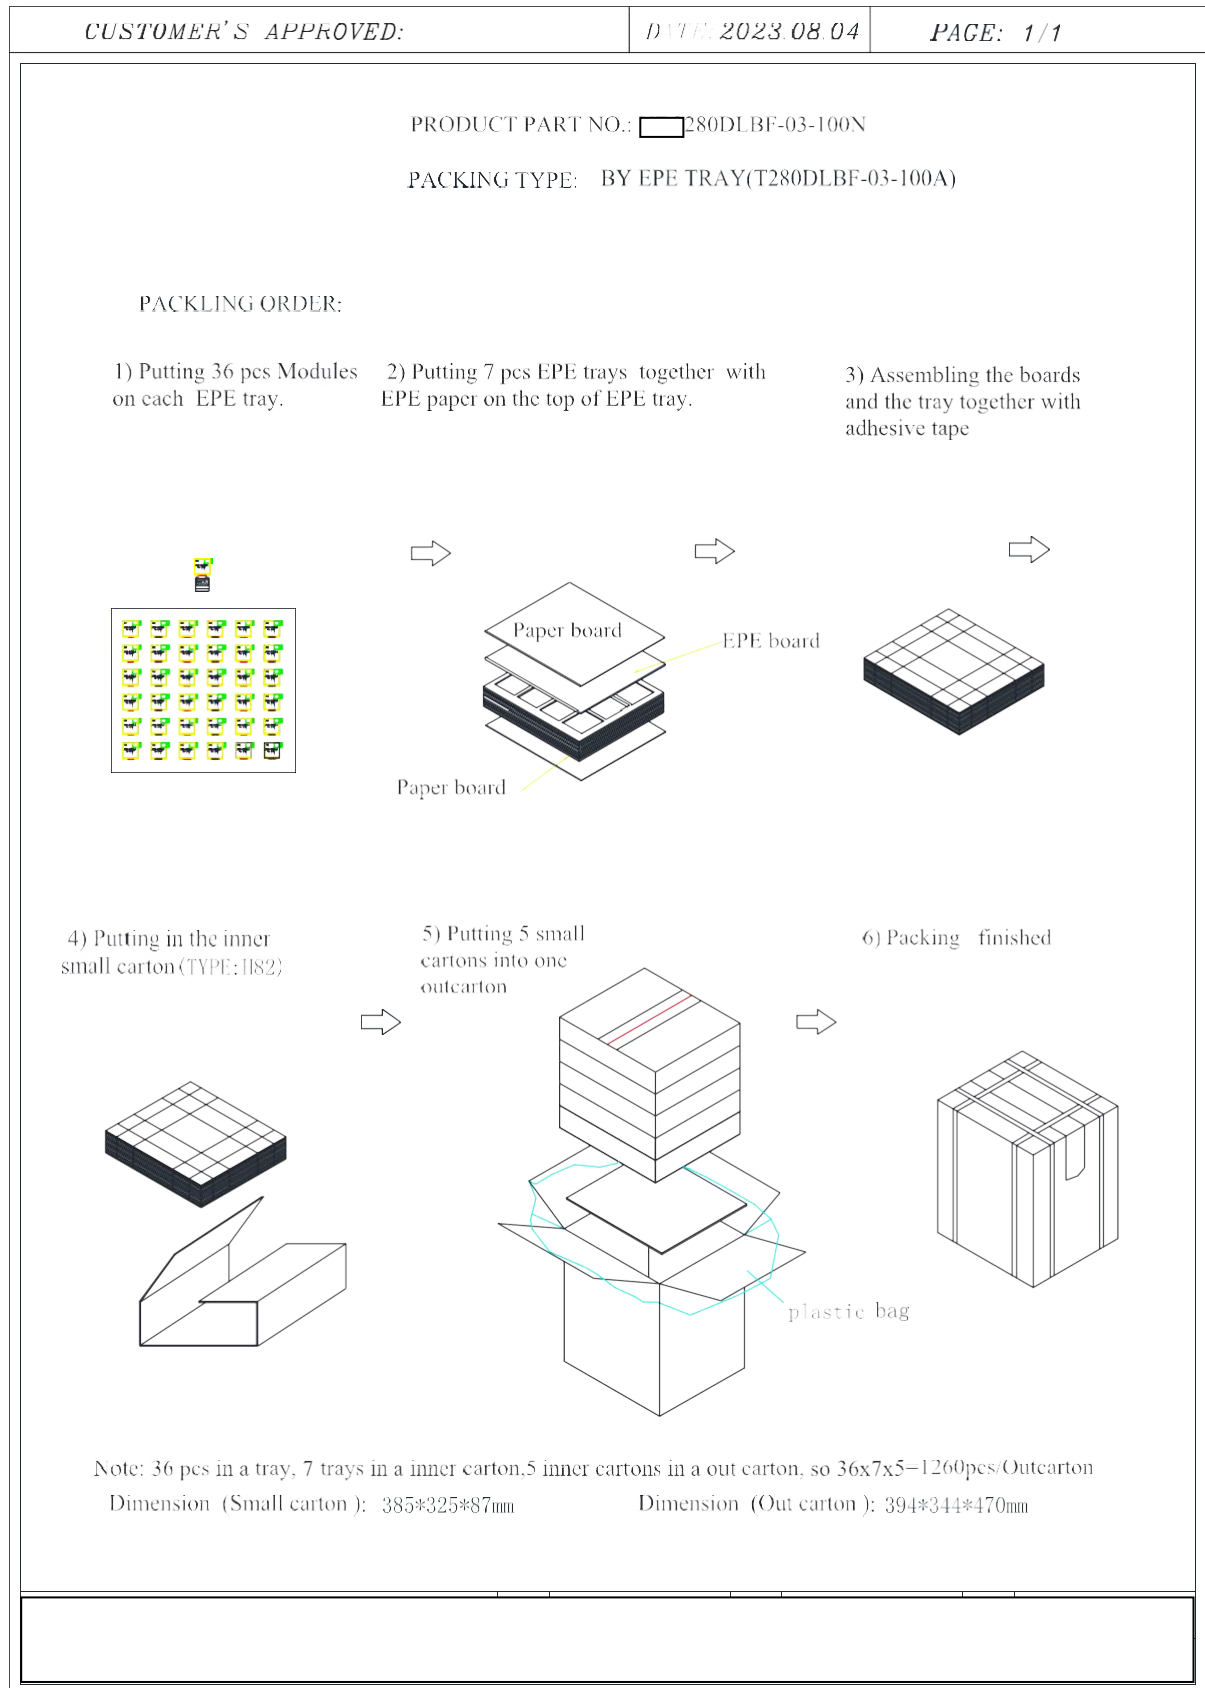 CUSTOMER'S APPROVED:
DATE: 2023.08.04
PAGE: 1/1
PRODUCT PART NO.: 280DLBF-03-100N
PACKING TYPE: BY EPE TRAY(T280DLBF-03-100A)
PACKLING ORDER:
1) Putting 36 pcs Modules
on each EPE tray.
2) Putting 7 pcs EPE trays together with
EPE paper on the top of EPE tray.
3) Assembling the boards
and the tray together with
adhesive tape
Paper board
EPE board
Paper board
4) Putting in the inner
small carton (TYPE:H82)
5) Putting 5 small
cartons into one
outcarton
6) Packing finished
plastic bag
Note: 36 pcs in a tray, 7 trays in a inner carton,5 inner cartons in a out carton, so 36x7x5=1260pcs/Outcarton
Dimension (Small carton ): 385*325*87mm
Dimension (Out carton ): 394*344*470mm